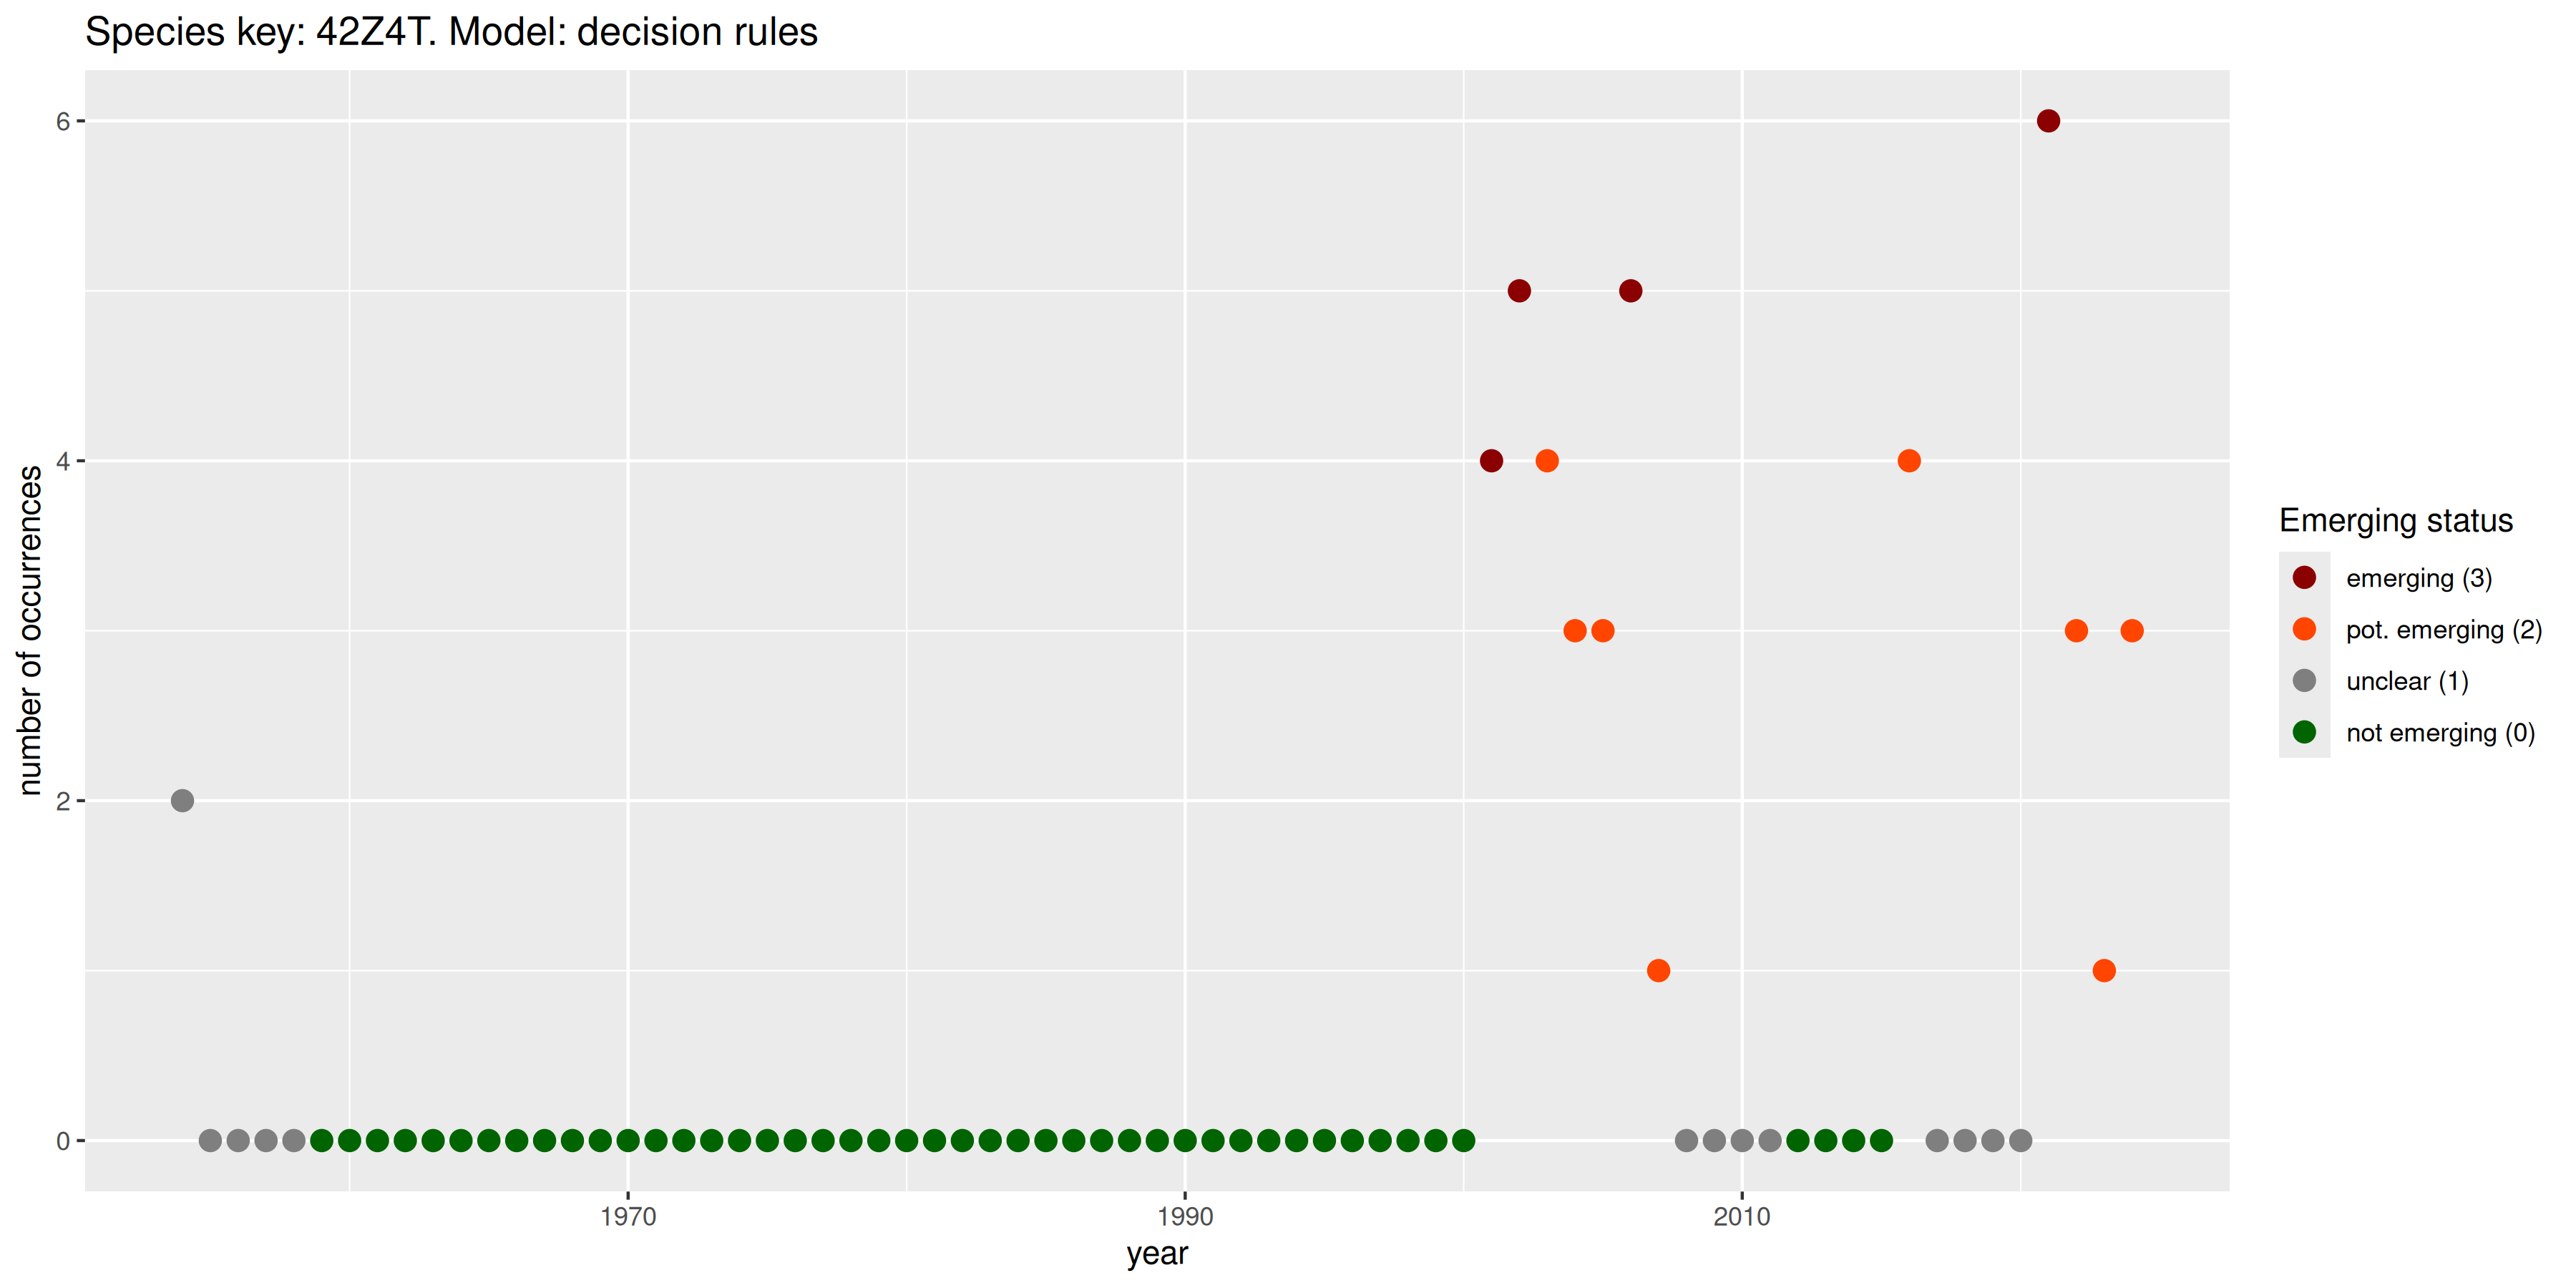 Species key: 42Z4T. Model: decision rules
6
4
2
0
number of occurrences
1970
1990
2010
year
Emerging status
emerging (3)
pot. emerging (2)
unclear (1)
not emerging (0)